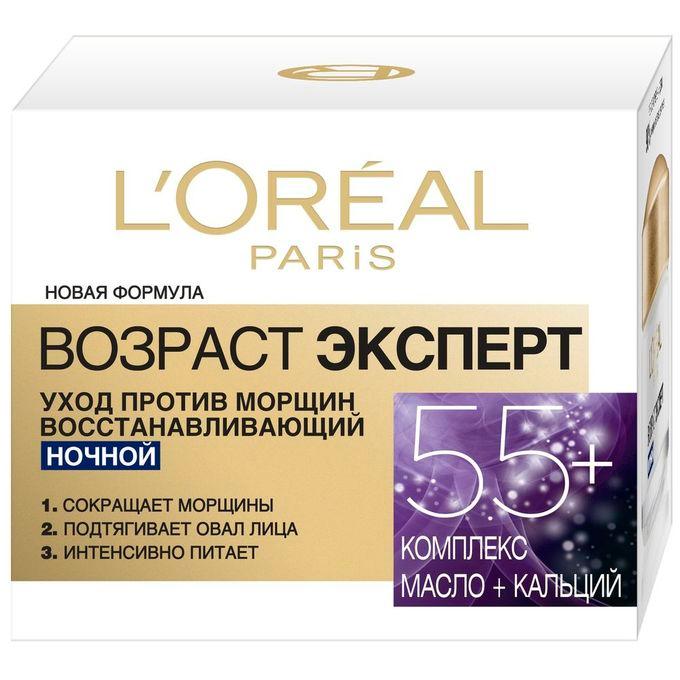 L'ORÉAL
PARiS
НОВАЯ ФОРМУЛА
ВОЗРАСТ ЭКСПЕРТ
УХОД ПРОТИВ МОРЩИН
ВОССТАНАВЛИВАЮЩИЙ
НОЧНОЙ
1. СОКРАЩАЕТ МОРЩИНЫ
2. ПОДТЯГИВАЕТ ОВАЛ ЛИЦА
3. ИНТЕНСИВНО ПИТАЕТ
55+
КОМПЛЕКС
МАСЛО + КАЛЬЦИЙ